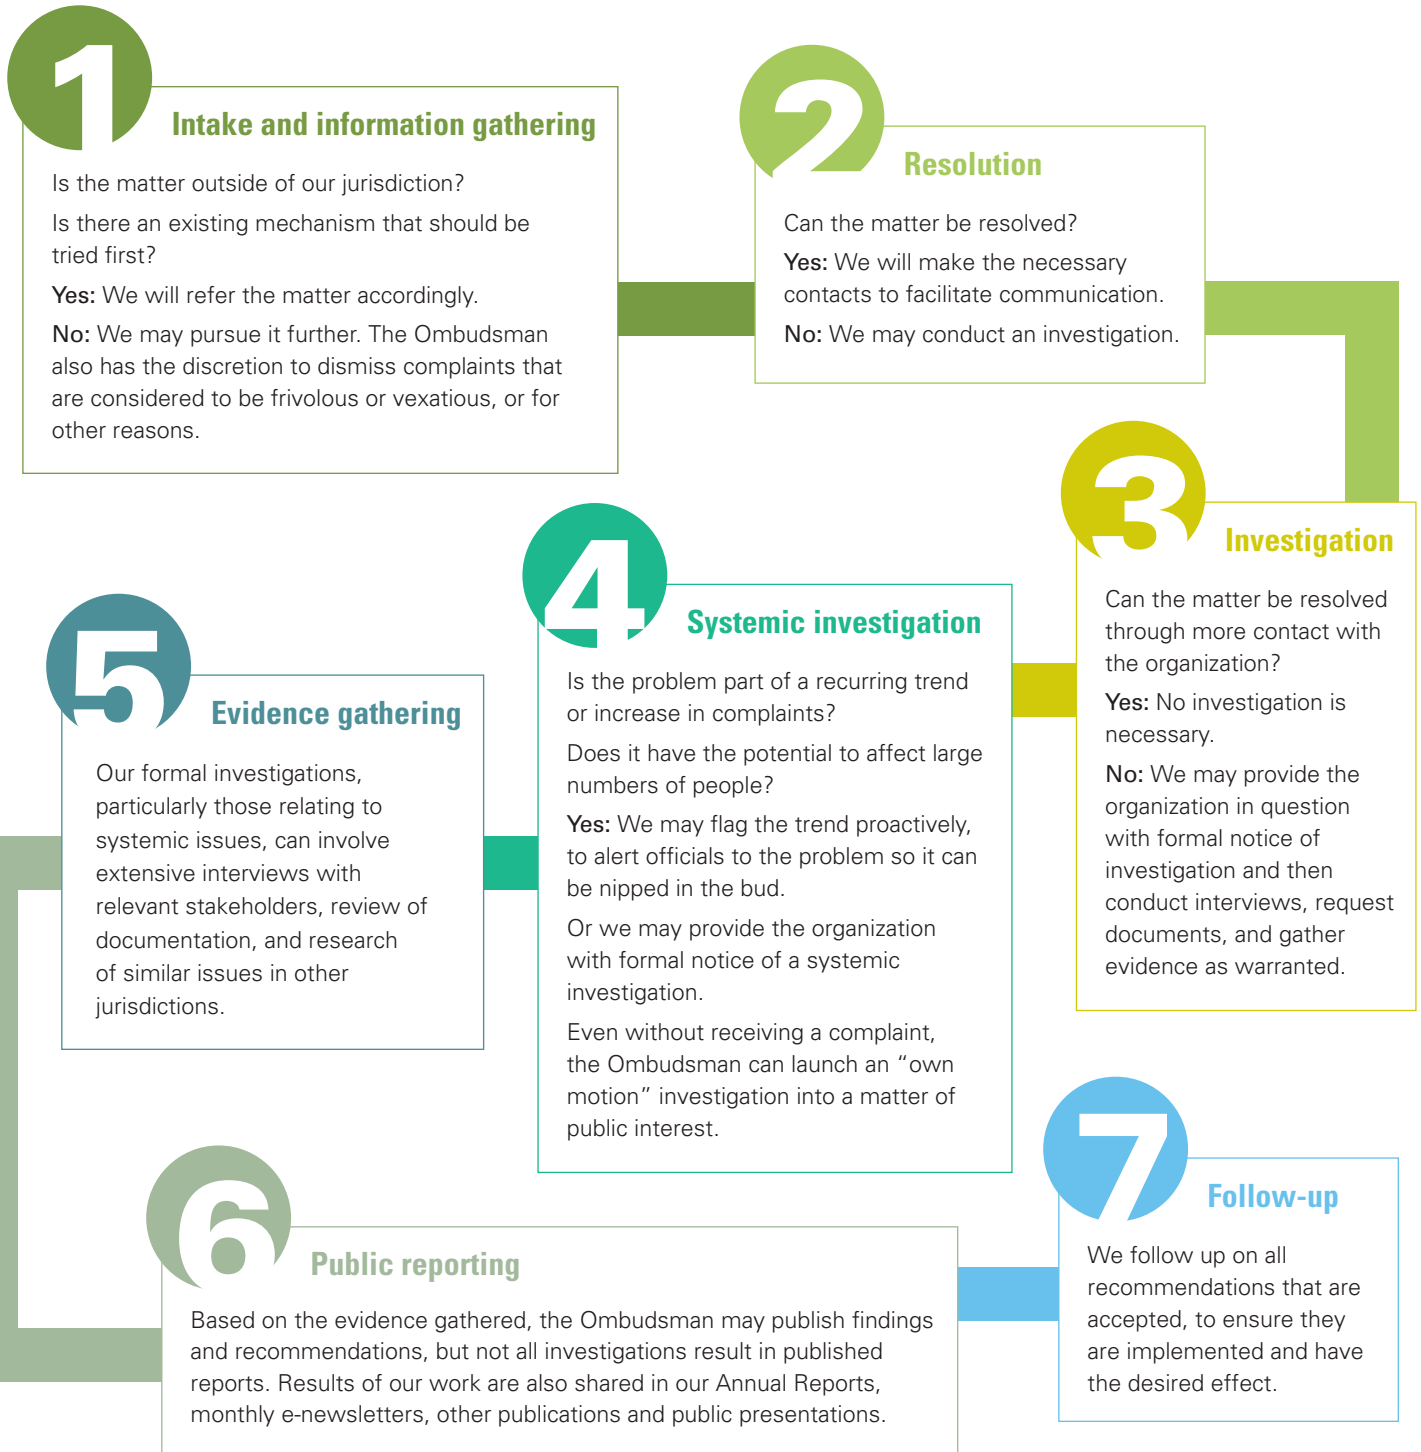 1
Intake and information gathering
Is the matter outside of our jurisdiction?
Is there an existing mechanism that should be
tried first?
Yes: We will refer the matter accordingly.
No: We may pursue it further. The Ombudsman
also has the discretion to dismiss complaints that
are considered to be frivolous or vexatious, or for
other reasons.
2
Resolution
Can the matter be resolved?
Yes: We will make the necessary
contacts to facilitate communication.
No: We may conduct an investigation.
3
Investigation
Can the matter be resolved
through more contact with
the organization?
Yes: No investigation is
necessary.
No: We may provide the
organization in question
with formal notice of
investigation and then
conduct interviews, request
documents, and gather
evidence as warranted.
4
Systemic investigation
Is the problem part of a recurring trend
or increase in complaints?
Does it have the potential to affect large
numbers of people?
Yes: We may flag the trend proactively,
to alert officials to the problem so it can
be nipped in the bud.
Or we may provide the organization
with formal notice of a systemic
investigation.
Even without receiving a complaint,
the Ombudsman can launch an “own
motion” investigation into a matter of
public interest.
5
Evidence gathering
Our formal investigations,
particularly those relating to
systemic issues, can involve
extensive interviews with
relevant stakeholders, review of
documentation, and research
of similar issues in other
jurisdictions.
6
Public reporting
Based on the evidence gathered, the Ombudsman may publish findings
and recommendations, but not all investigations result in published
reports. Results of our work are also shared in our Annual Reports,
monthly e-newsletters, other publications and public presentations.
7
Follow-up
We follow up on all
recommendations that are
accepted, to ensure they
are implemented and have
the desired effect.